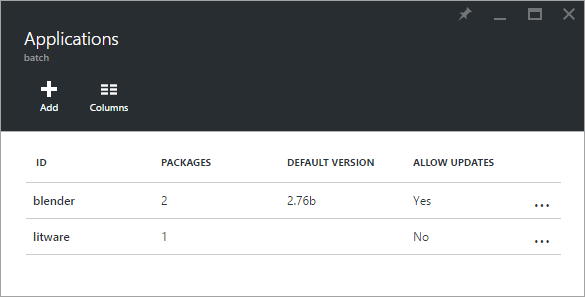 Applications
batch
Add Columns
ID PACKAGES DEFAULT VERSION ALLOW UPDATES
blender 2 2.76b Yes ...
litware 1 No ...